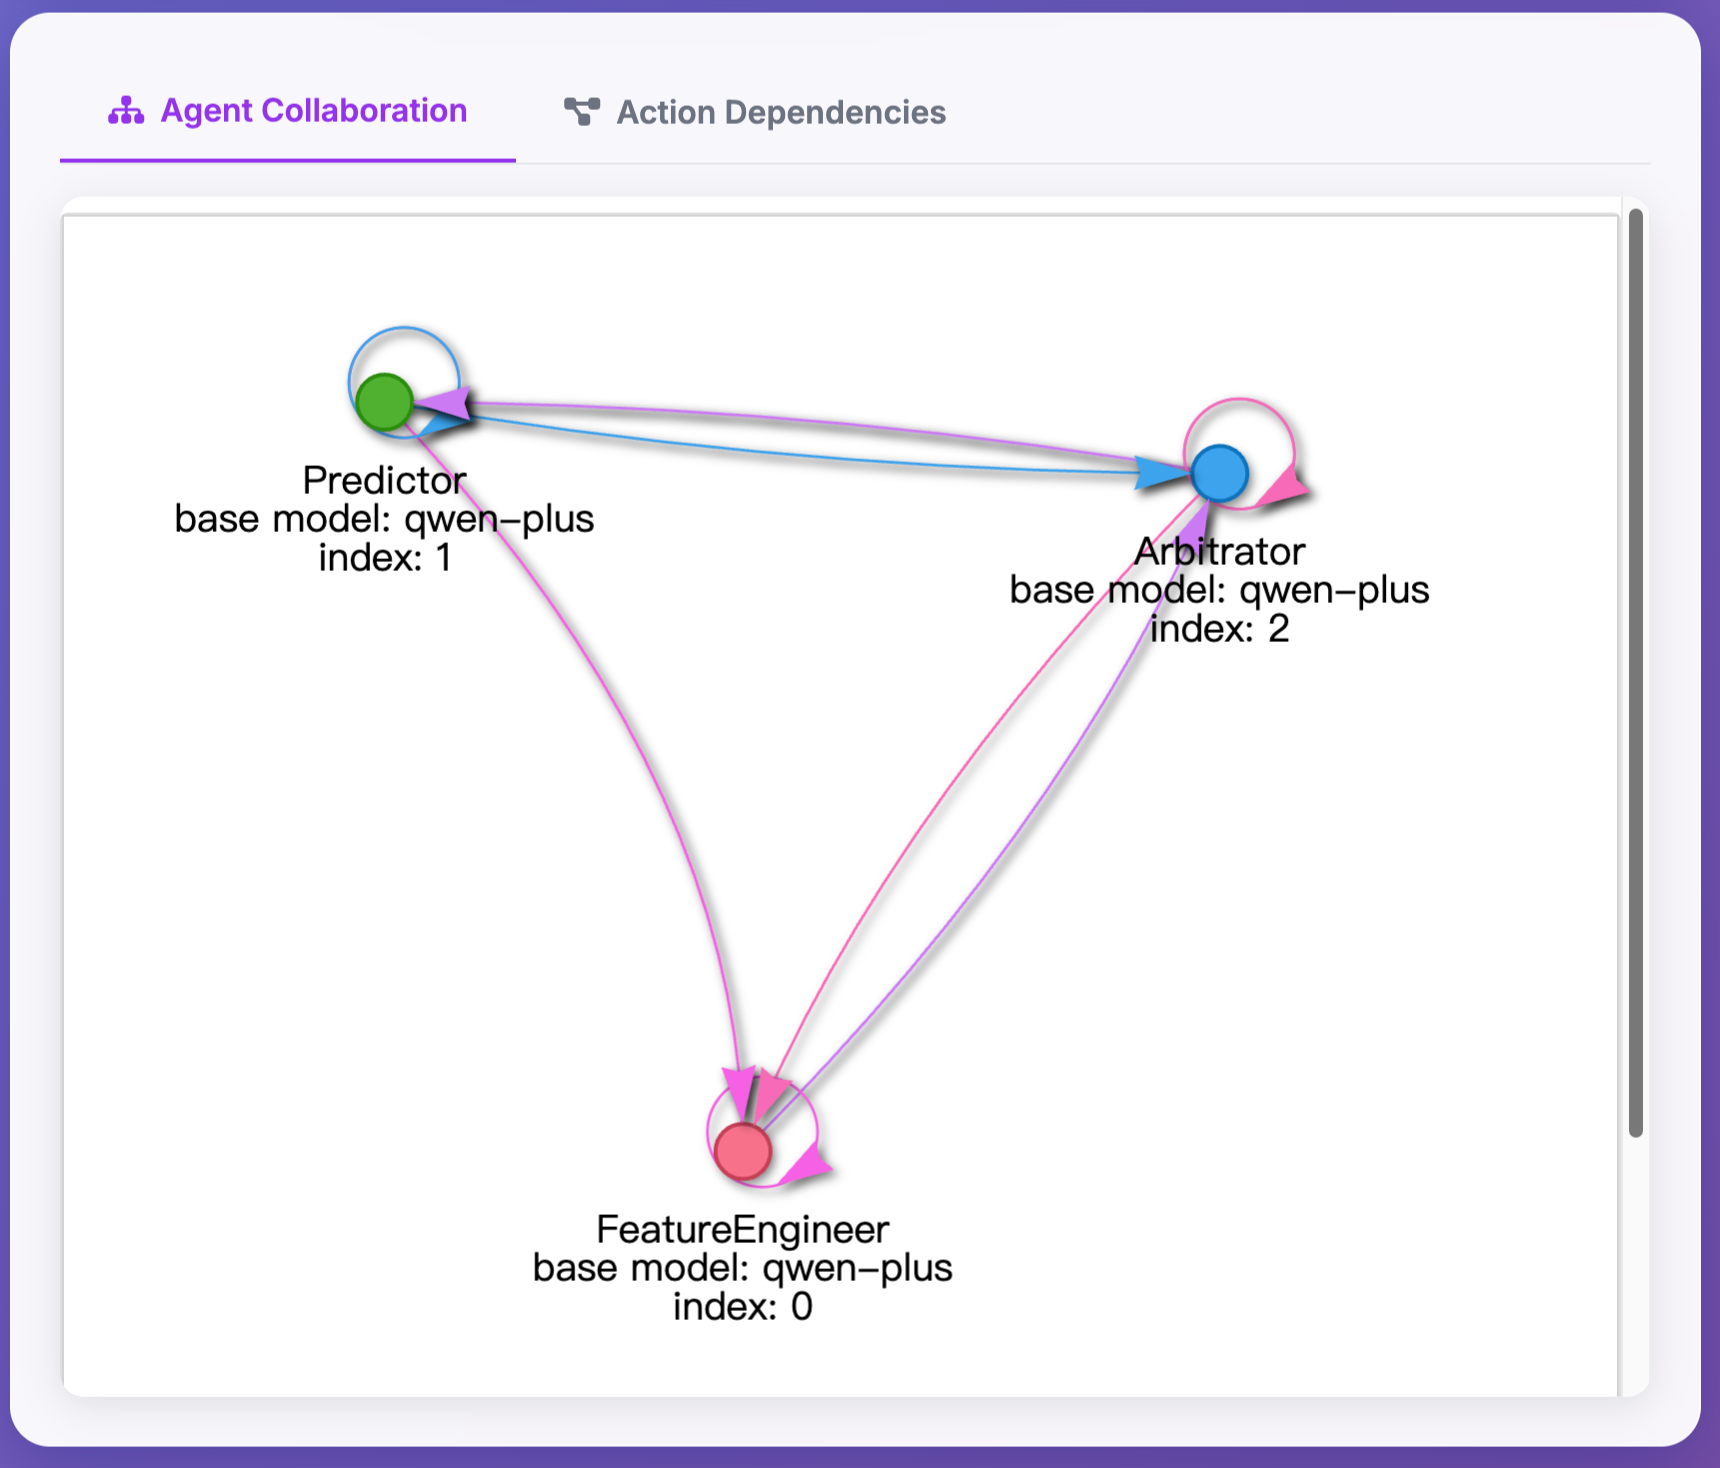 Agent Collaboration
Action Dependencies
Predictor
base model: qwen-plus
index: 1
Arbitrator
base model: qwen-plus
index: 2
FeatureEngineer
base model: qwen-plus
index: 0